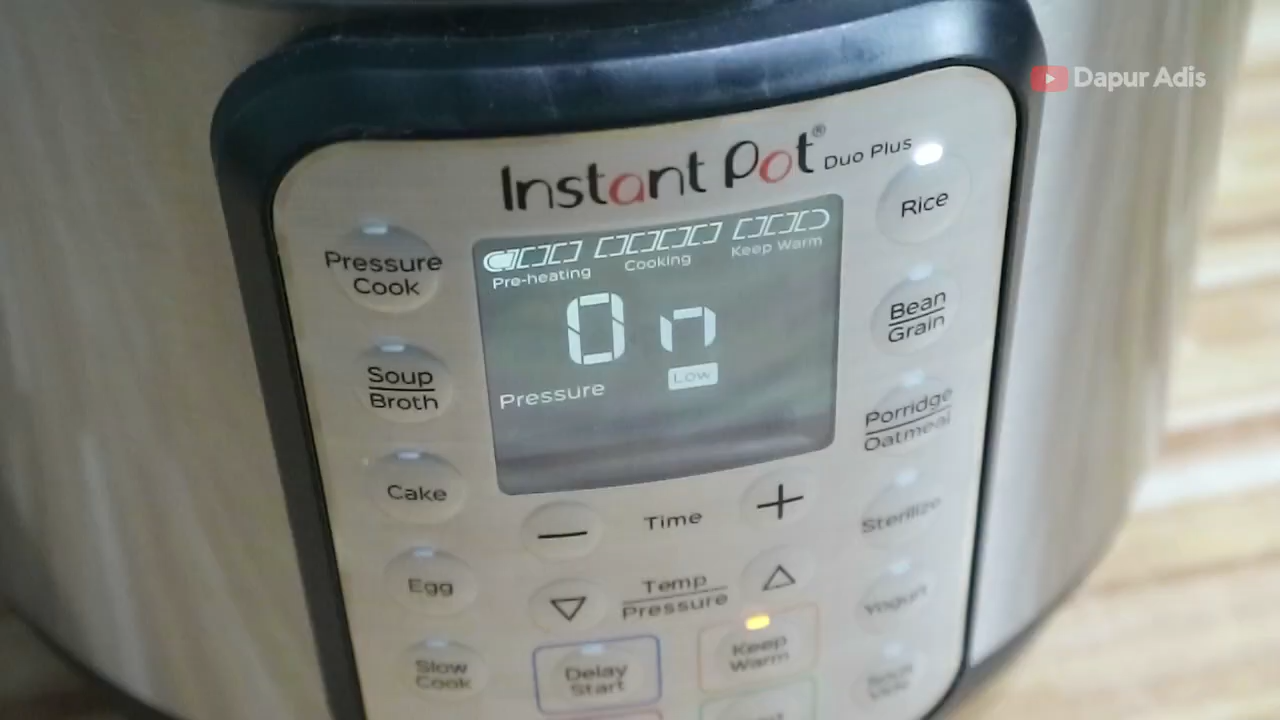 Dapur Adis
Instant Pot® Duo Plus
Pre-heating Cooking Keep Warm
On
Low
Pressure
Pressure
Cook
Soup
Broth
Cake
Egg
Slow
Cook
Rice
Bean
Grain
Porridge
Oatmeal
Sterilize
Yogurt
− Time +
Temp
Pressure
Delay
Start
Keep
Warm